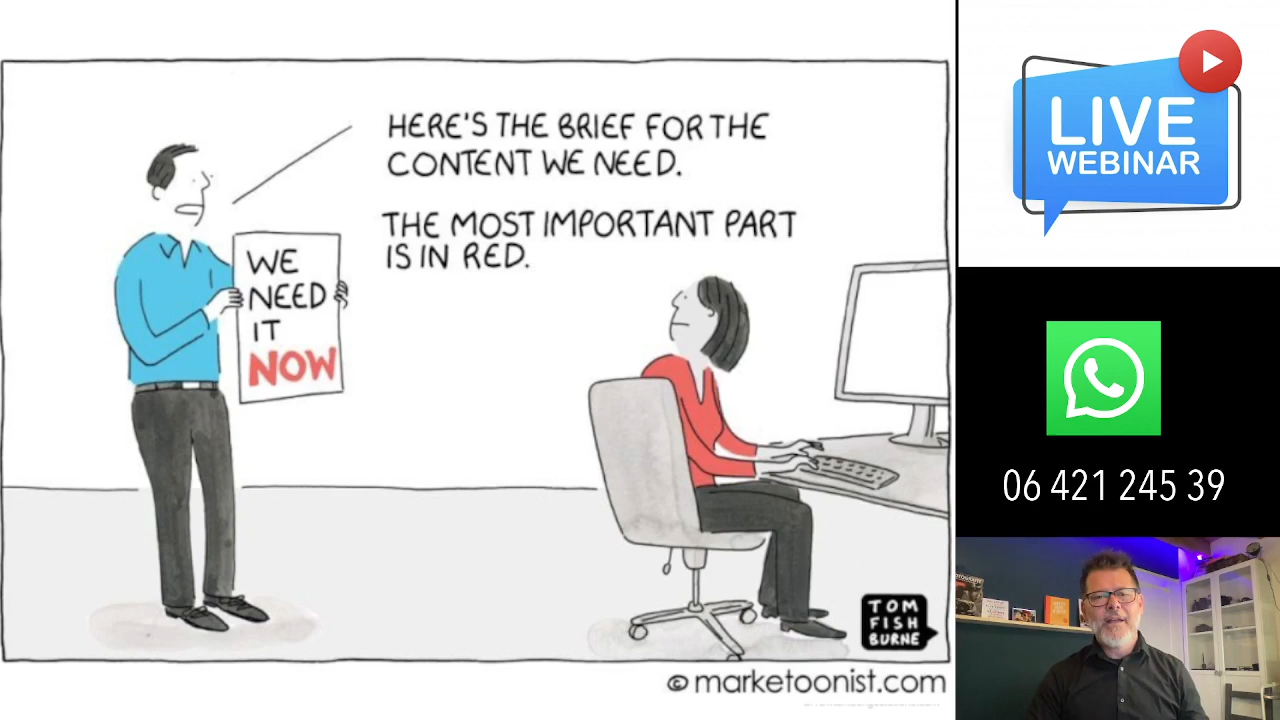 HERE'S THE BRIEF FOR THE
CONTENT WE NEED.
THE MOST IMPORTANT PART
IS IN RED.
WE
NEED
IT
NOW
TOM
FISH
BURNE
© marketoonist.com
LIVE
WEBINAR
06 421 245 39